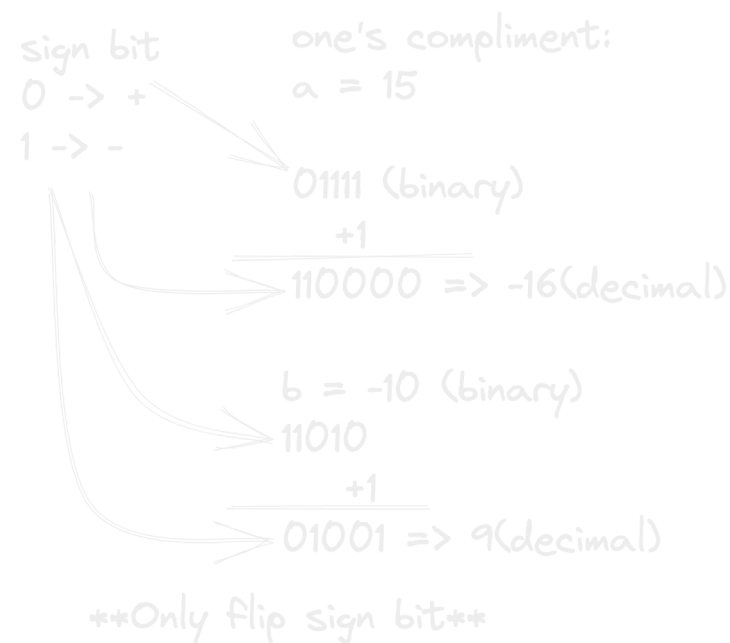 sign bit
0 -> +
1 -> -
one's compliment:
a = 15
01111 (binary)
+1
110000 => -16(decimal)
b = -10 (binary)
11010
+1
01001 => 9(decimal)
**Only flip sign bit**